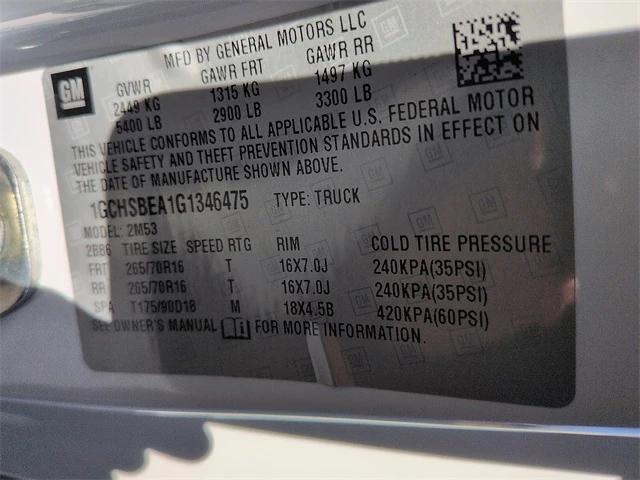 MFD BY GENERAL MOTORS LLC
GM
GVWR GAWR FRT GAWR RR
2449 KG 1315 KG 1497 KG
5400 LB 2900 LB 3300 LB
THIS VEHICLE CONFORMS TO ALL APPLICABLE U.S. FEDERAL MOTOR
VEHICLE SAFETY AND THEFT PREVENTION STANDARDS IN EFFECT ON
THE DATE OF MANUFACTURE SHOWN ABOVE.
1GCHSBEA1G1346475 TYPE: TRUCK
MODEL: 2M53
2B86 TIRE SIZE SPEED RTG RIM COLD TIRE PRESSURE
FRT 265/70R16 T 16X7.0J 240KPA(35PSI)
RR 265/70R16 T 16X7.0J 240KPA(35PSI)
SPA T175/90D18 M 18X4.5B 420KPA(60PSI)
SEE OWNER'S MANUAL FOR MORE INFORMATION.